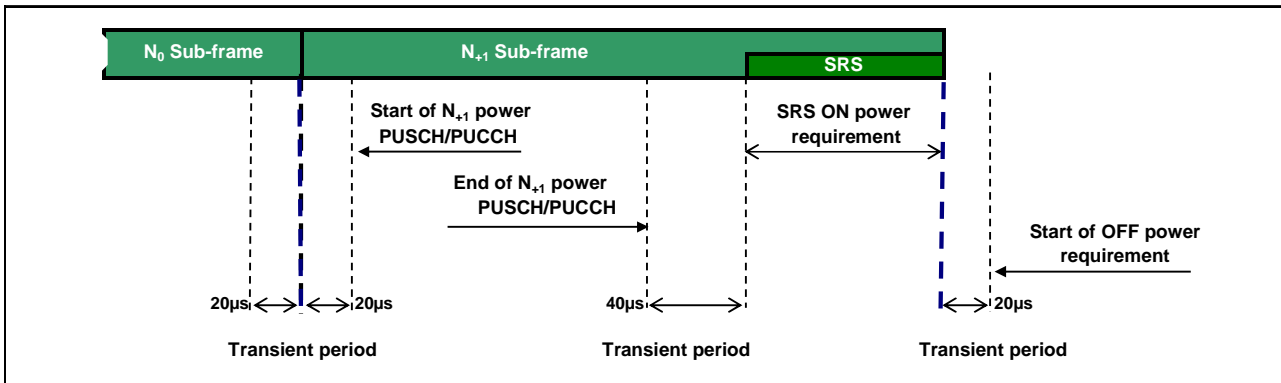 N₀ Sub-frame
N₊₁ Sub-frame
SRS
Start of N₊₁ power
PUSCH/PUCCH
SRS ON power
requirement
End of N₊₁ power
PUSCH/PUCCH
Start of OFF power
requirement
20µs
20µs
40µs
20µs
Transient period
Transient period
Transient period